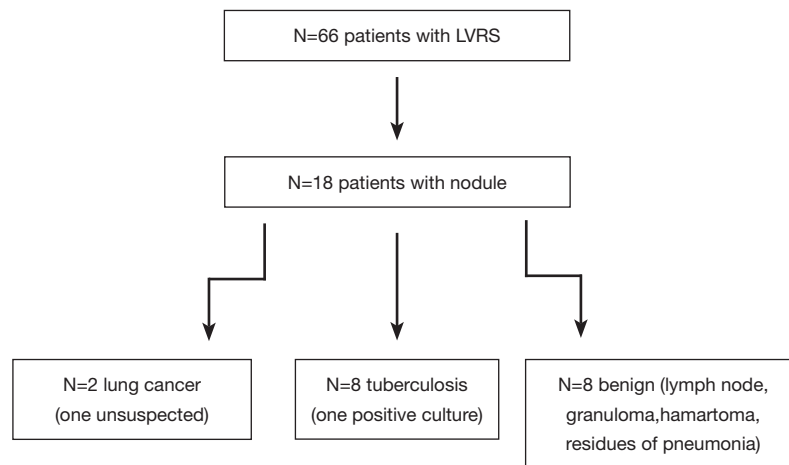 N=66 patients with LVRS
N=18 patients with nodule
N=2 lung cancer
(one unsuspected)
N=8 tuberculosis
(one positive culture)
N=8 benign (lymph node,
granuloma,hamartoma,
residues of pneumonia)